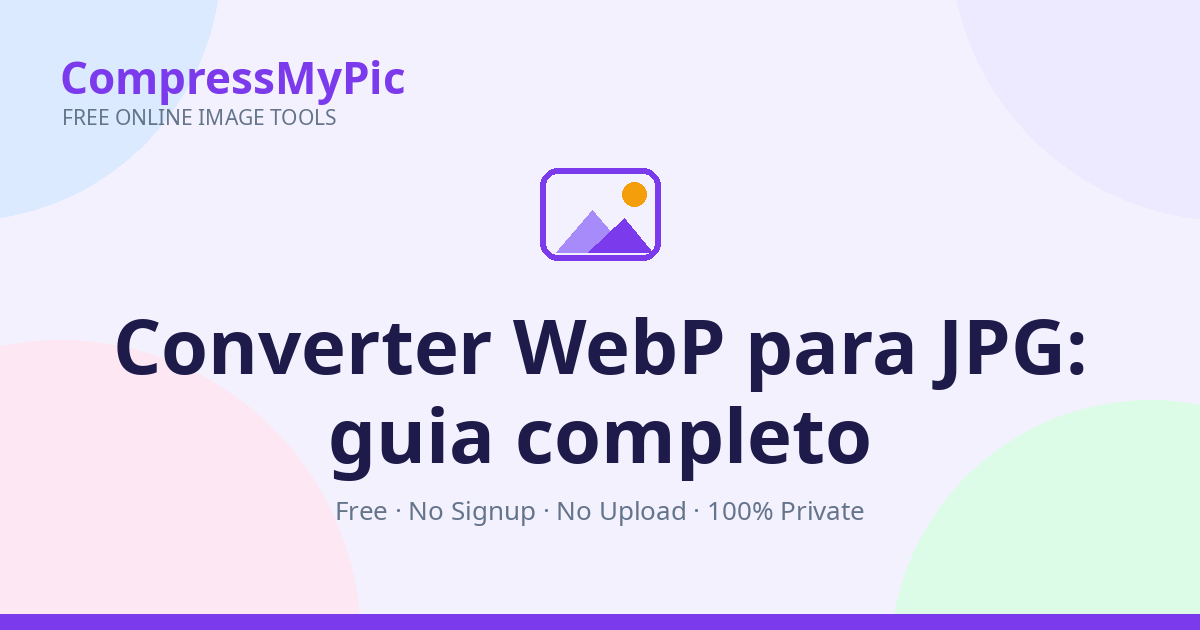 CompressMyPic
FREE ONLINE IMAGE TOOLS
Converter WebP para JPG:
guia completo
Free · No Signup · No Upload · 100% Private